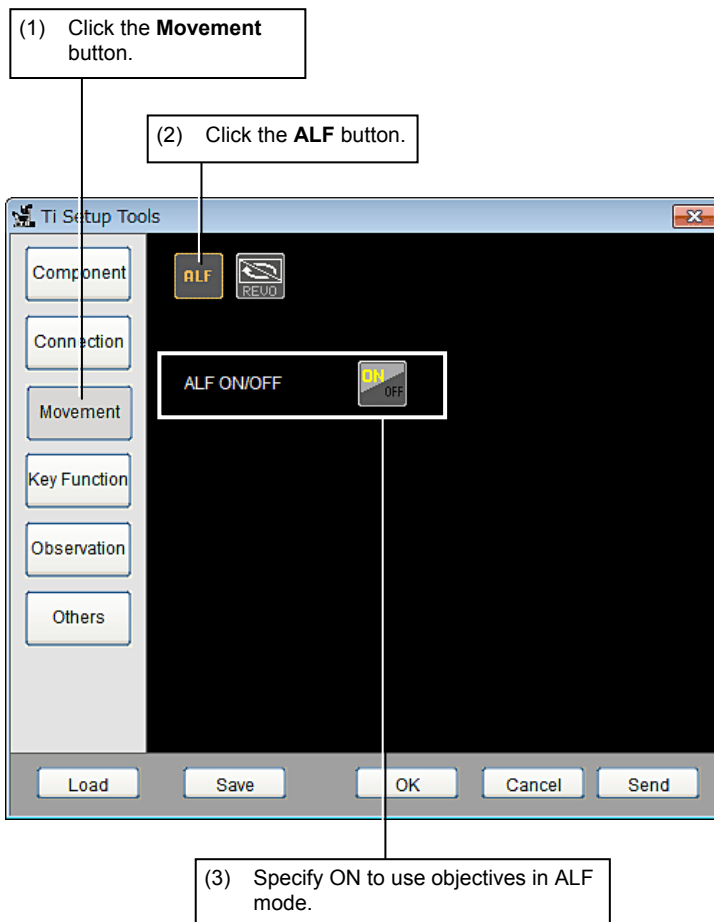 (1) Click the Movement
button.
(2) Click the ALF button.
Ti Setup Tools
Component
ALF
REVO
Connection
ALF ON/OFF
ON
OFF
Movement
Key Function
Observation
Others
Load
Save
OK
Cancel
Send
(3) Specify ON to use objectives in ALF
mode.